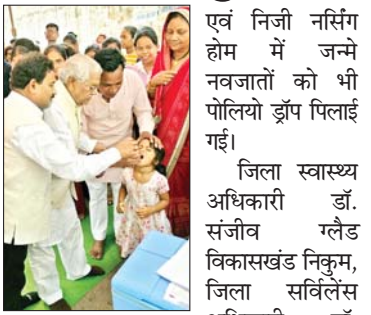 एवं निजी नर्सिंग
होम में जन्मे
नवजातों को भी
पोलियो ड्रॉप पिलाई
गई।
जिला स्वास्थ्य
अधिकारी डॉ.
संजीव ग्लैड
विकासखंड निकुम,
जिला सर्विलेंस